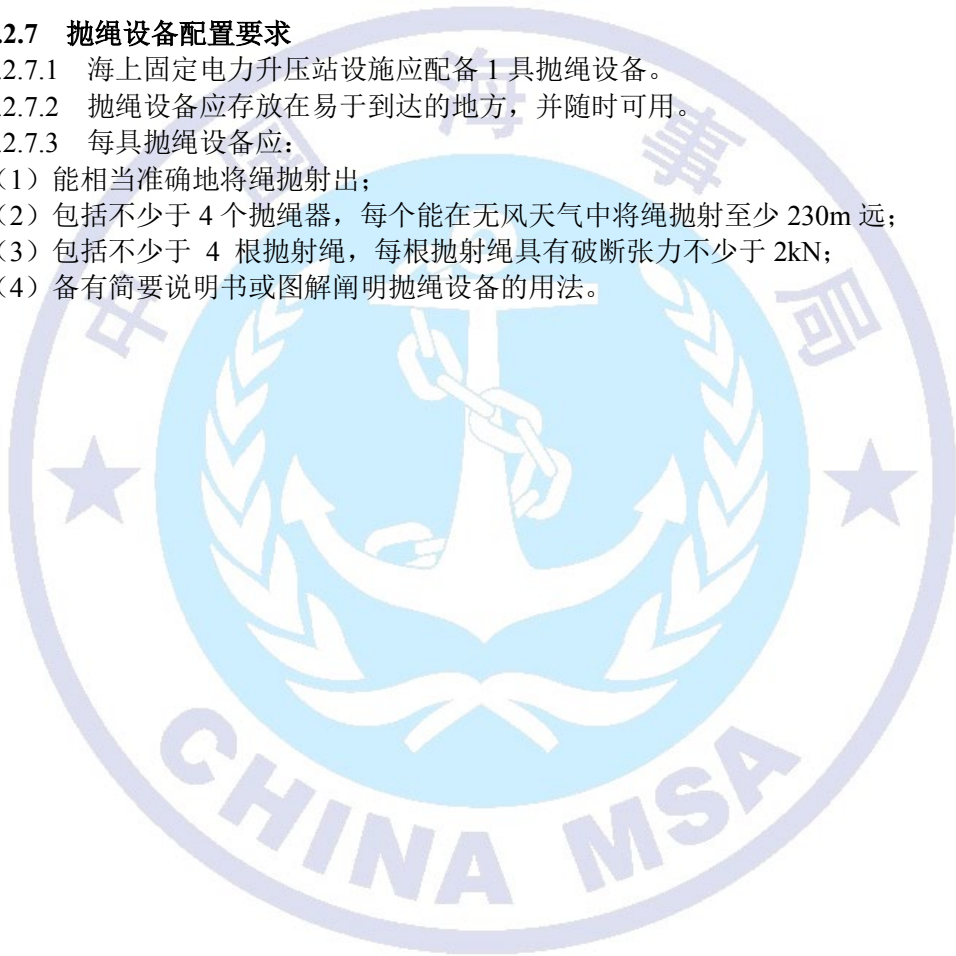 .2.7 抛绳设备配置要求
.2.7.1 海上固定电力升压站设施应配备 1 具抛绳设备。
.2.7.2 抛绳设备应存放在易于到达的地方，并随时可用。
.2.7.3 每具抛绳设备应：
（1）能相当准确地将绳抛射出；
（2）包括不少于 4 个抛绳器，每个能在无风天气中将绳抛射至少 230m 远；
（3）包括不少于 4 根抛射绳，每根抛射绳具有破断张力不少于 2kN；
（4）备有简要说明书或图解阐明抛绳设备的用法。
中国海事局
CHINA MSA